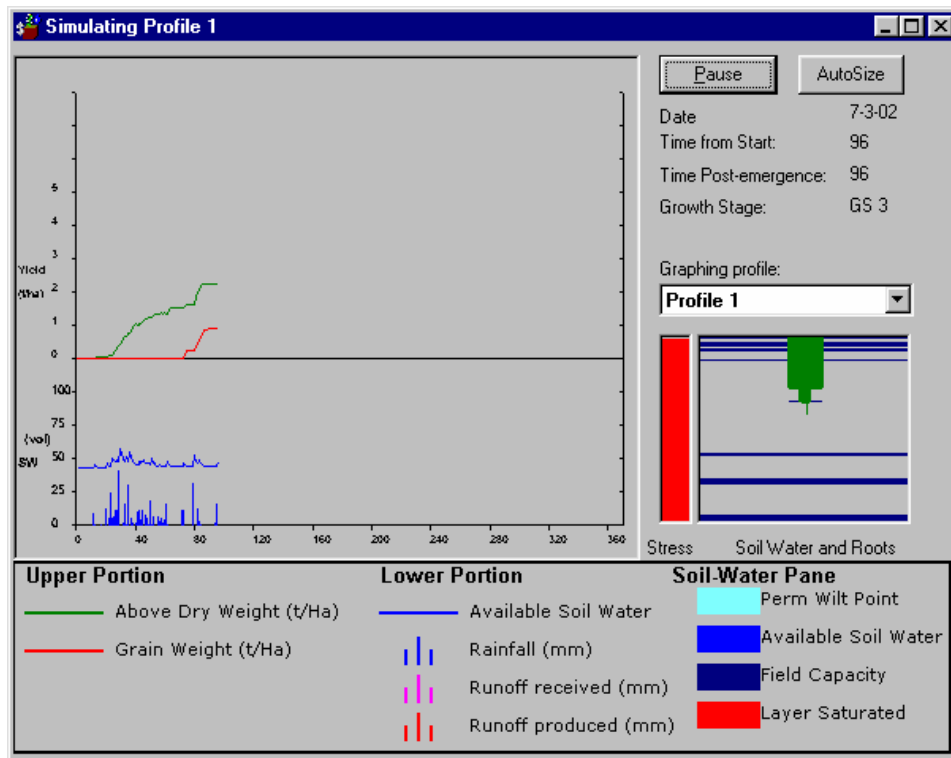 Simulating Profile 1
Pause AutoSize
Date 7-3-02
Time from Start: 96
Time Post-emergence: 96
Growth Stage: GS 3
Graphing profile:
Profile 1
5
4
3
Yield
(t/ha) 2
1
0
100
75
(vol)
SW 50
25
0
0 40 80 120 160 200 240 280 320 360
Stress Soil Water and Roots
Upper Portion Lower Portion Soil-Water Pane
Above Dry Weight (t/Ha) Available Soil Water Perm Wilt Point
Grain Weight (t/Ha) Rainfall (mm) Available Soil Water
Runoff received (mm) Field Capacity
Runoff produced (mm) Layer Saturated